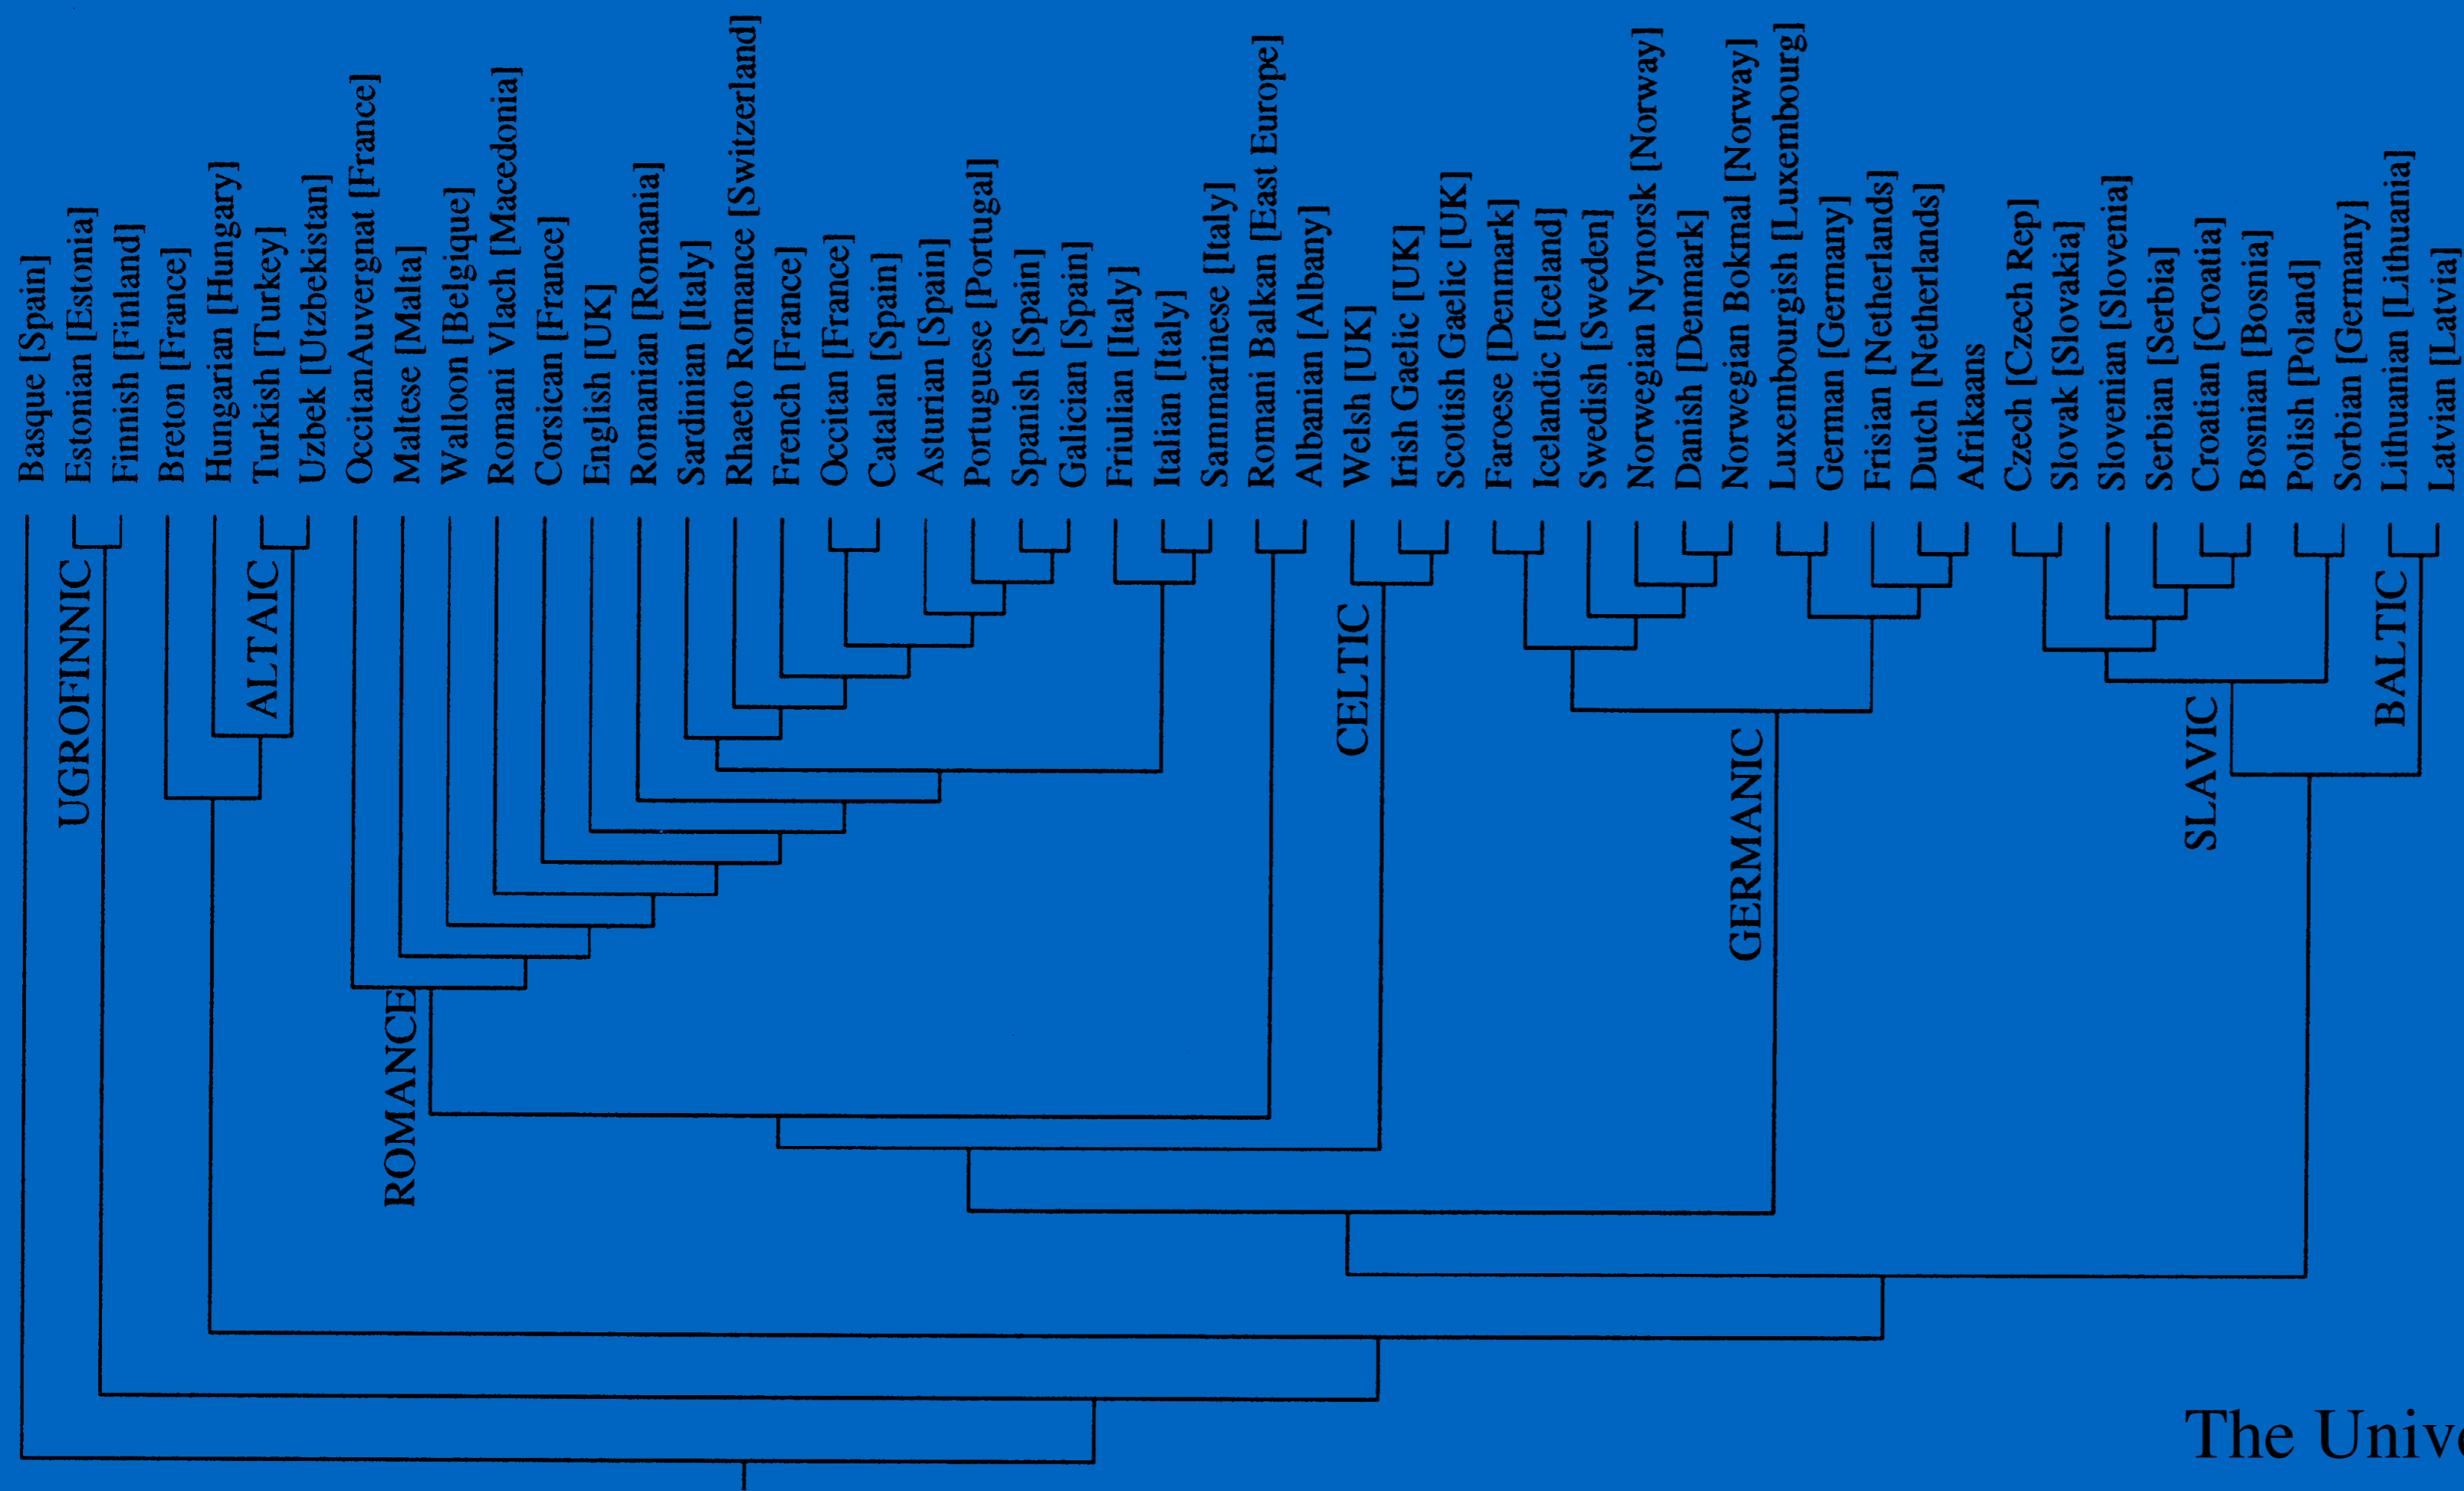 Basque [Spain]
Estonian [Estonia]
Finnish [Finland]
Breton [France]
Hungarian [Hungary]
Turkish [Turkey]
Uzbek [Utzbekistan]
OccitanAuvergnat [France]
Maltese [Malta]
Walloon [Belgique]
Romani Vlach [Macedonia]
Corsican [France]
English [UK]
Romanian [Romania]
Sardinian [Italy]
Rhaeto Romance [Switzerland]
French [France]
Occitan [France]
Catalan [Spain]
Asturian [Spain]
Portuguese [Portugal]
Spanish [Spain]
Galician [Spain]
Friulian [Italy]
Italian [Italy]
Sammarinese [Italy]
Romani Balkan [East Europe]
Albanian [Albany]
Welsh [UK]
Irish Gaelic [UK]
Scottish Gaelic [UK]
Faroese [Denmark]
Icelandic [Iceland]
Swedish [Sweden]
Norwegian Nynorsk [Norway]
Danish [Denmark]
Norwegian Bokmal [Norway]
Luxembourgish [Luxembourg]
German [Germany]
Frisian [Netherlands]
Dutch [Netherlands]
Afrikaans
Czech [Czech Rep]
Slovak [Slovakia]
Slovenian [Slovenia]
Serbian [Serbia]
Croatian [Croatia]
Bosnian [Bosnia]
Polish [Poland]
Sorbian [Germany]
Lithuanian [Lithuania]
Latvian [Latvia]
UGROFINNIC
ALTAIC
ROMANCE
CELTIC
GERMANIC
SLAVIC
BALTIC
The Unive